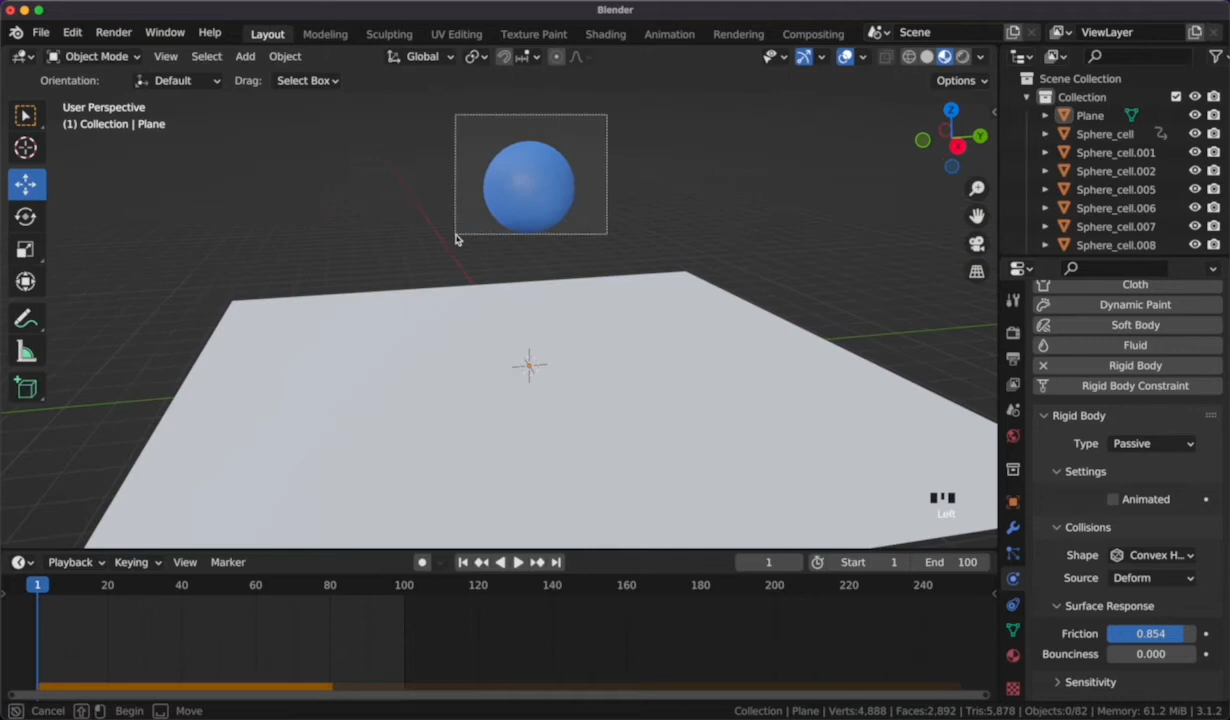 Blender
File Edit Render Window Help Layout Modeling Sculpting UV Editing Texture Paint Shading Animation Rendering Compositing Scene ViewLayer
Object Mode View Select Add Object Global
Orientation: Default Drag: Select Box Options
User Perspective
(1) Collection | Plane
Z
Y
X
Scene Collection
Collection
Plane
Sphere_cell
Sphere_cell.001
Sphere_cell.002
Sphere_cell.005
Sphere_cell.006
Sphere_cell.007
Sphere_cell.008
Cloth
Dynamic Paint
Soft Body
Fluid
Rigid Body
Rigid Body Constraint
Rigid Body
Type Passive
Settings
Animated
Collisions
Shape Convex H...
Source Deform
Surface Response
Friction 0.854
Bounciness 0.000
Sensitivity
Left
Playback Keying View Marker 1 Start 1 End 100
1 20 40 60 80 100 120 140 160 180 200 220 240
Cancel Begin Move Collection | Plane | Verts:4,888 | Faces:2,892 | Tris:5,878 | Objects:0/82 | Memory: 61.2 MiB | 3.1.2